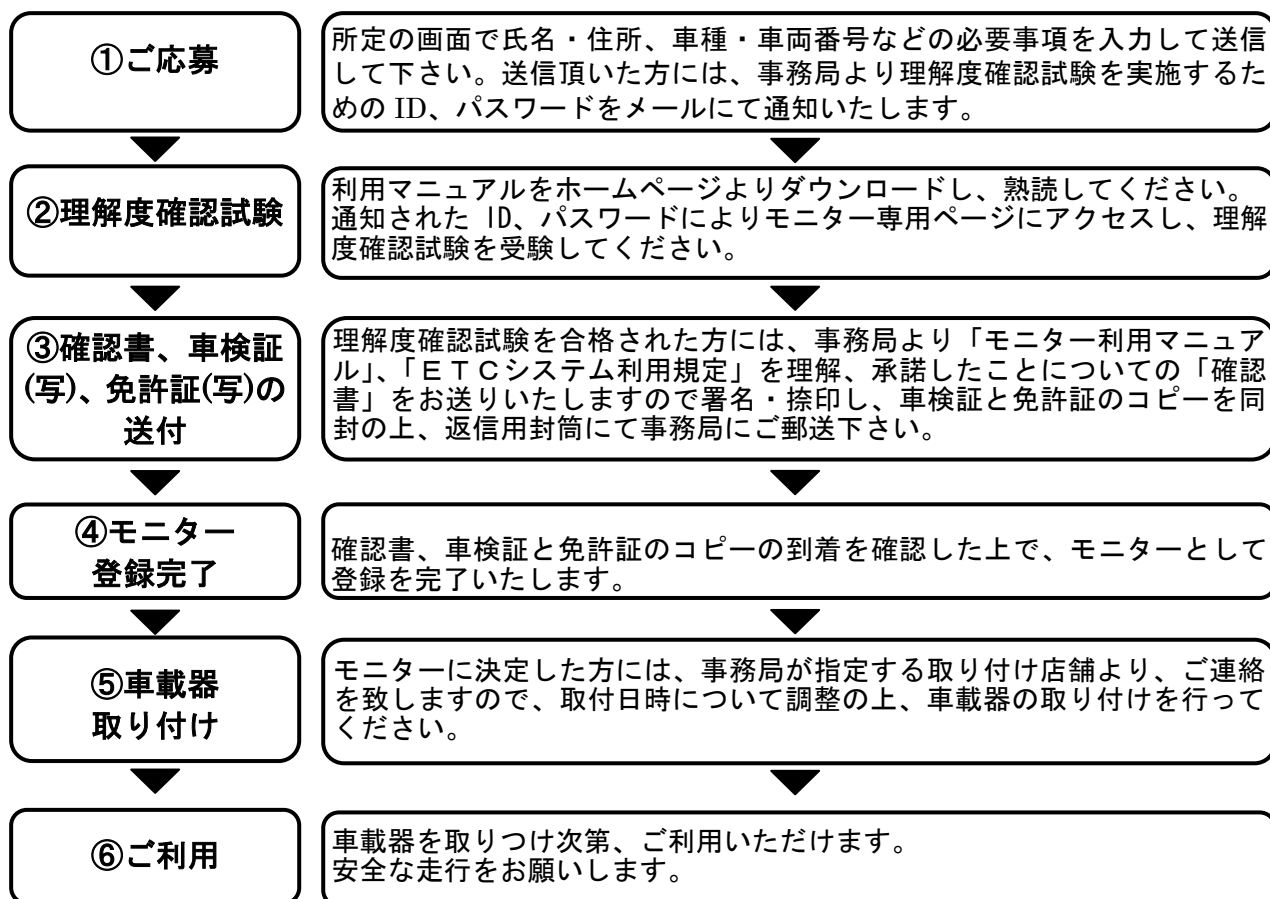 ①ご応募
所定の画面で氏名・住所、車種・車両番号などの必要事項を入力して送信
して下さい。送信頂いた方には、事務局より理解度確認試験を実施するた
めの ID、パスワードをメールにて通知いたします。
②理解度確認試験
利用マニュアルをホームページよりダウンロードし、熟読してください。
通知された ID、パスワードによりモニター専用ページにアクセスし、理解
度確認試験を受験してください。
③確認書、車検証
(写)、免許証(写)の
送付
理解度確認試験を合格された方には、事務局より「モニター利用マニュア
ル」、「ＥＴＣシステム利用規定」を理解、承諾したことについての「確認
書」をお送りいたしますので署名・捺印し、車検証と免許証のコピーを同
封の上、返信用封筒にて事務局にご郵送下さい。
④モニター
登録完了
確認書、車検証と免許証のコピーの到着を確認した上で、モニターとして
登録を完了いたします。
⑤車載器
取り付け
モニターに決定した方には、事務局が指定する取り付け店舗より、ご連絡
を致しますので、取付日時について調整の上、車載器の取り付けを行って
ください。
⑥ご利用
車載器を取りつけ次第、ご利用いただけます。
安全な走行をお願いします。